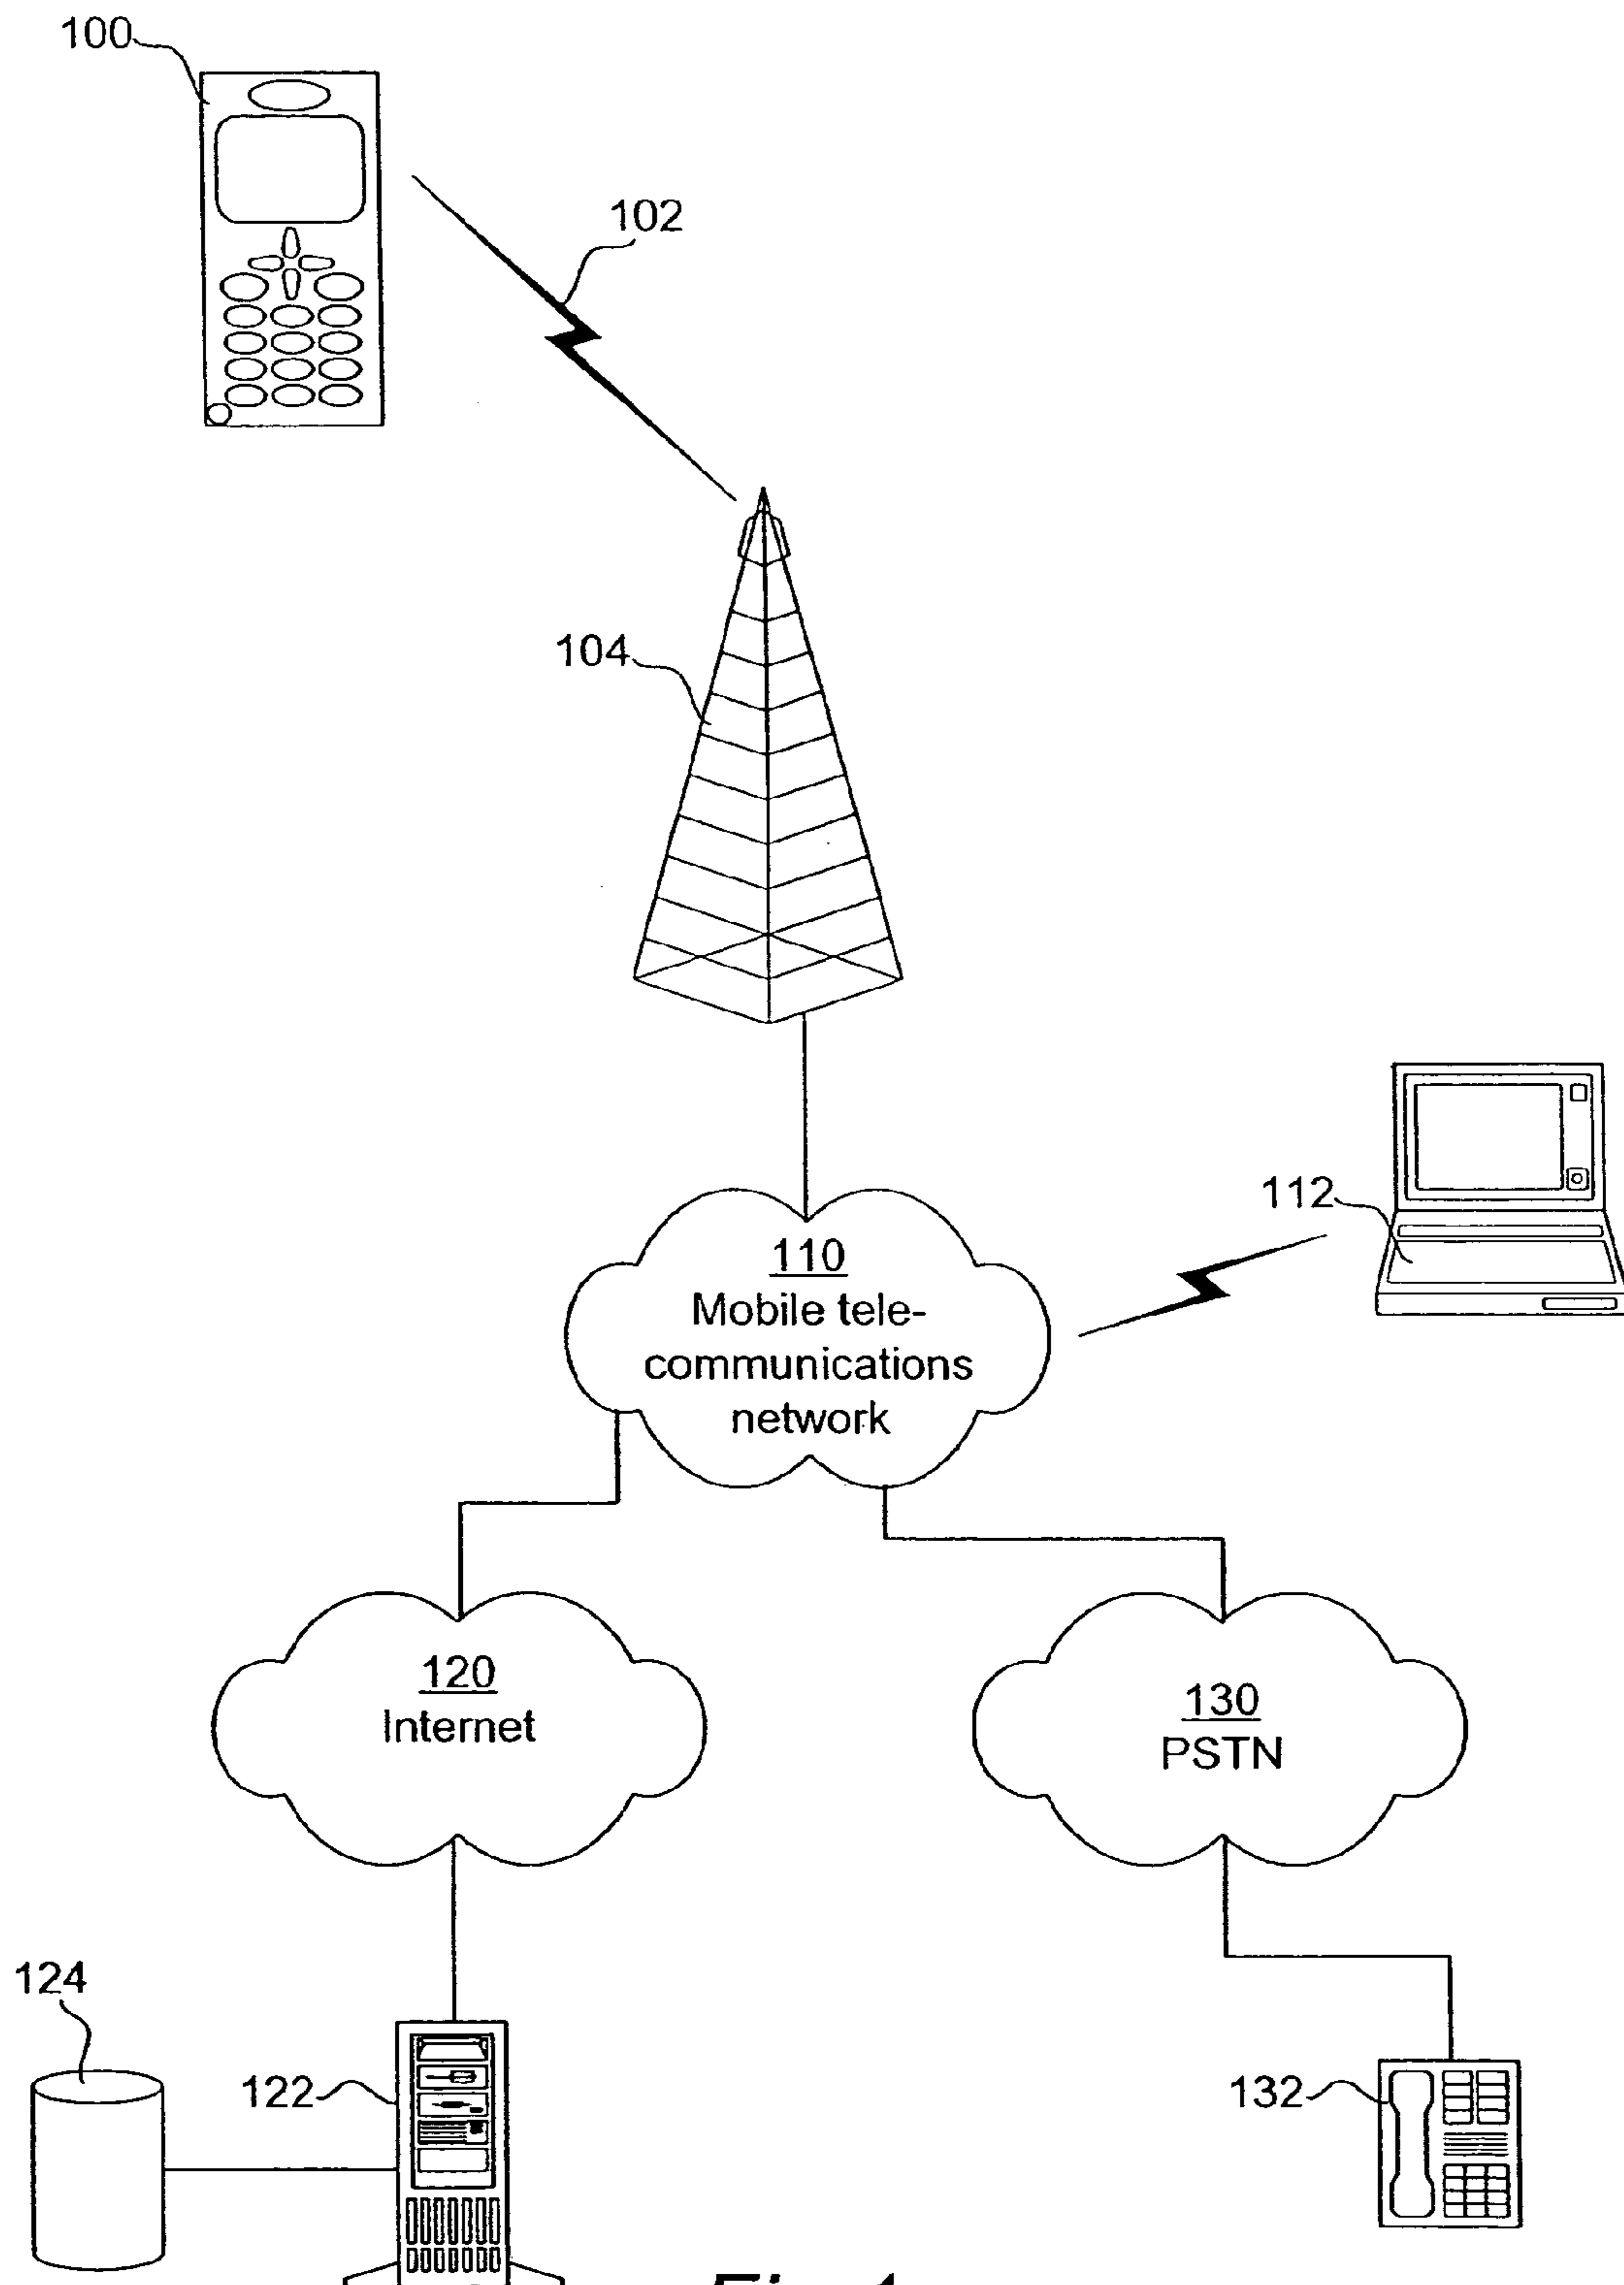 100
102
104
112
110
Mobile tele-
communications
network
120
Internet
130
PSTN
124
122
132